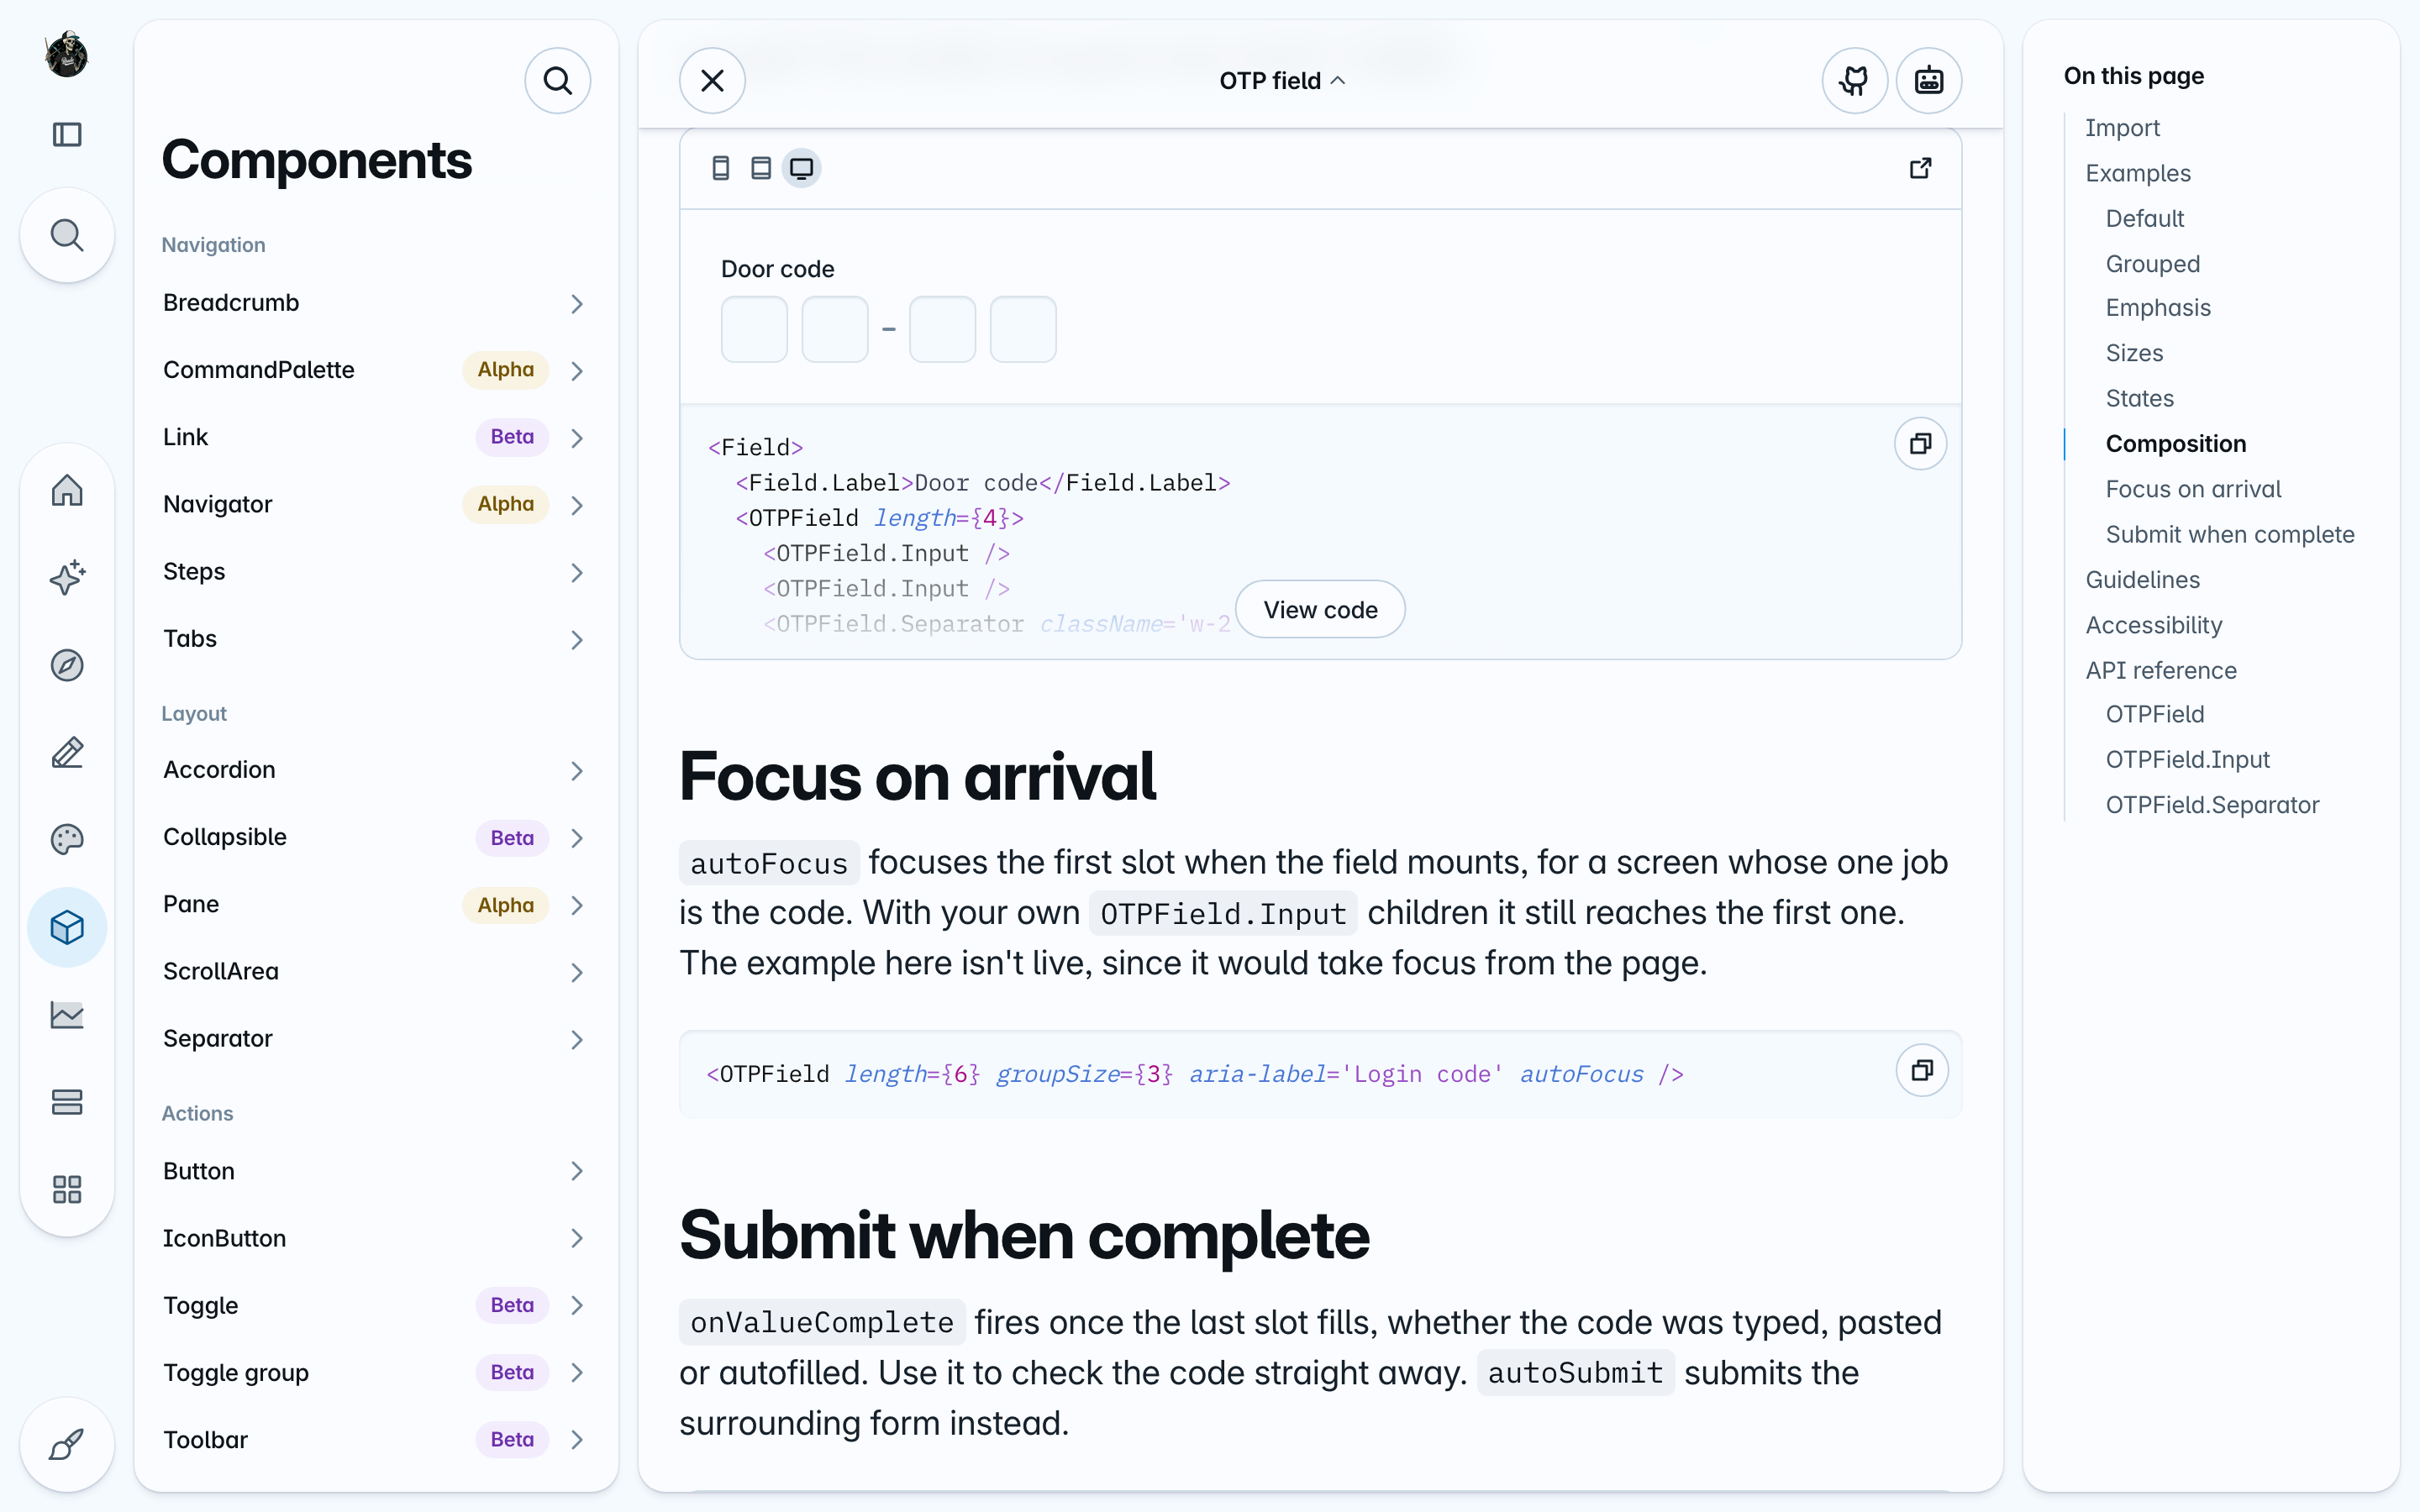 Components
Navigation
Breadcrumb
CommandPalette Alpha
Link Beta
Navigator Alpha
Steps
Tabs
Layout
Accordion
Collapsible Beta
Pane Alpha
ScrollArea
Separator
Actions
Button
IconButton
Toggle Beta
Toggle group Beta
Toolbar Beta
OTP field
Door code
-
<Field>
<Field.Label>Door code</Field.Label>
<OTPField length={4}>
<OTPField.Input />
<OTPField.Input />
<OTPField.Separator className='w-2
View code
Focus on arrival
autoFocus focuses the first slot when the field mounts, for a screen whose one job
is the code. With your own OTPField.Input children it still reaches the first one.
The example here isn't live, since it would take focus from the page.
<OTPField length={6} groupSize={3} aria-label='Login code' autoFocus />
Submit when complete
onValueComplete fires once the last slot fills, whether the code was typed, pasted
or autofilled. Use it to check the code straight away. autoSubmit submits the
surrounding form instead.
On this page
Import
Examples
Default
Grouped
Emphasis
Sizes
States
Composition
Focus on arrival
Submit when complete
Guidelines
Accessibility
API reference
OTPField
OTPField.Input
OTPField.Separator